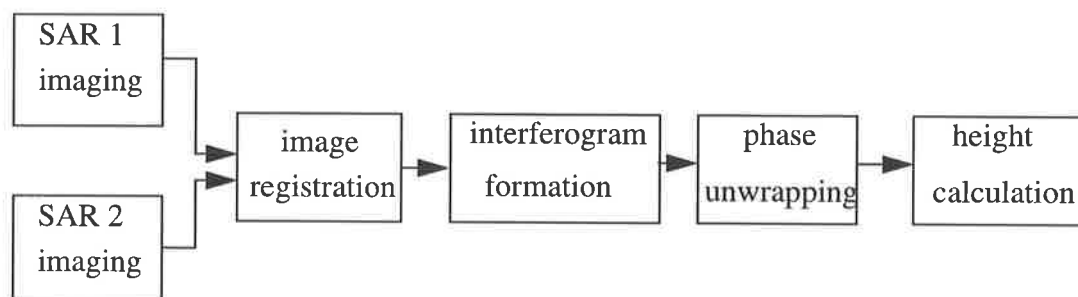 SAR 1
imaging
SAR 2
imaging
image
registration
interferogram
formation
phase
unwrapping
height
calculation